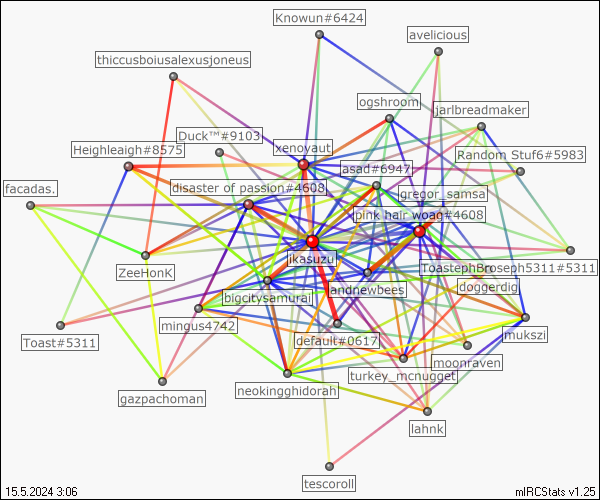 Knowun#6424
avelicious
thiccusboiusalexusjoneus
ogshroom
jarlbreadmaker
Duck™#9103
xenovaut
Heighleaigh#8575
Random Stuf6#5983
asad#6947
facadas.
disaster of passion#4608
gregor_samsa
pink hair woag#4608
ikasuzu
ZeeHonk
ToastephBroseph5311#5311
doggerdig
landnewbees
bigcitysamurai
mingus4742
Toast#5311
default#0617
mukszi
moonraven
turkey_mcnugget
gazpachoman
neokingghidorah
lahnk
tescoroll
15.5.2024 3:06
mIRCStats v1.25